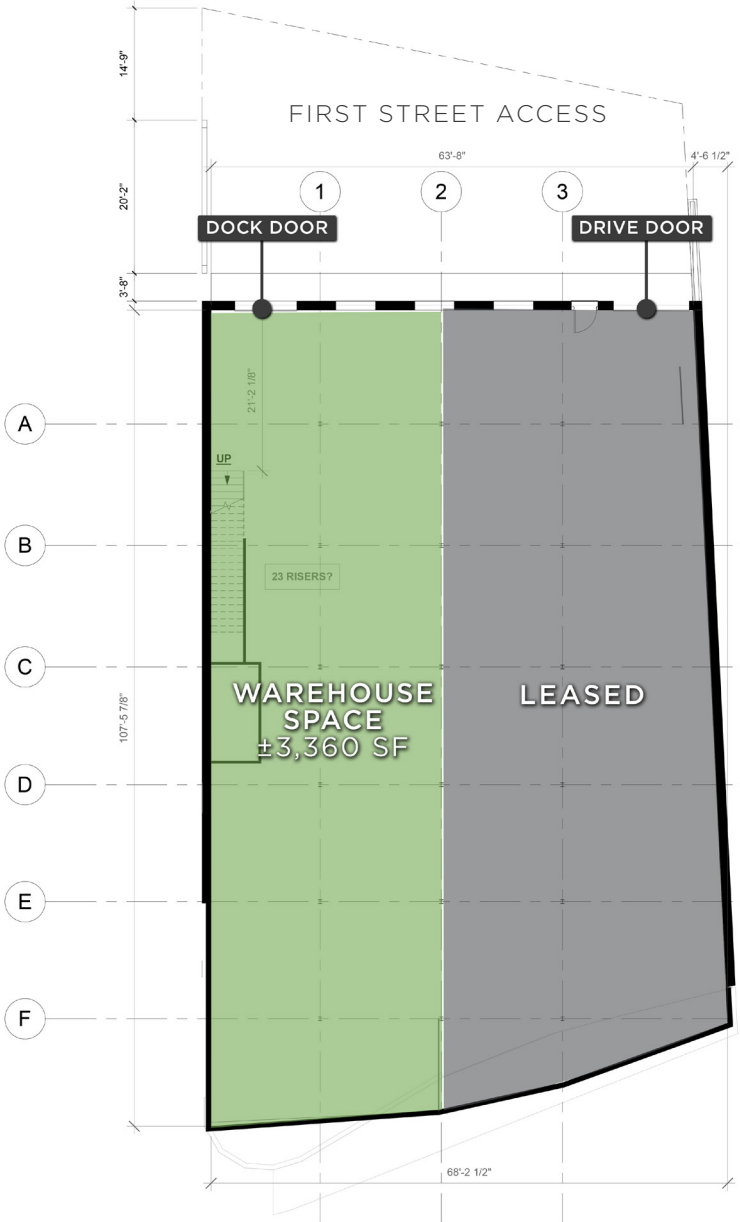 14'-9"
FIRST STREET ACCESS
63'-8"
4'-6 1/2"
20'-2"
1
2
3
DOCK DOOR
DRIVE DOOR
3'-8"
21'-2 1/8"
A
UP
B
23 RISERS?
C
107'-5 7/8"
WAREHOUSE
SPACE
±3,360 SF
LEASED
D
E
F
68'-2 1/2"